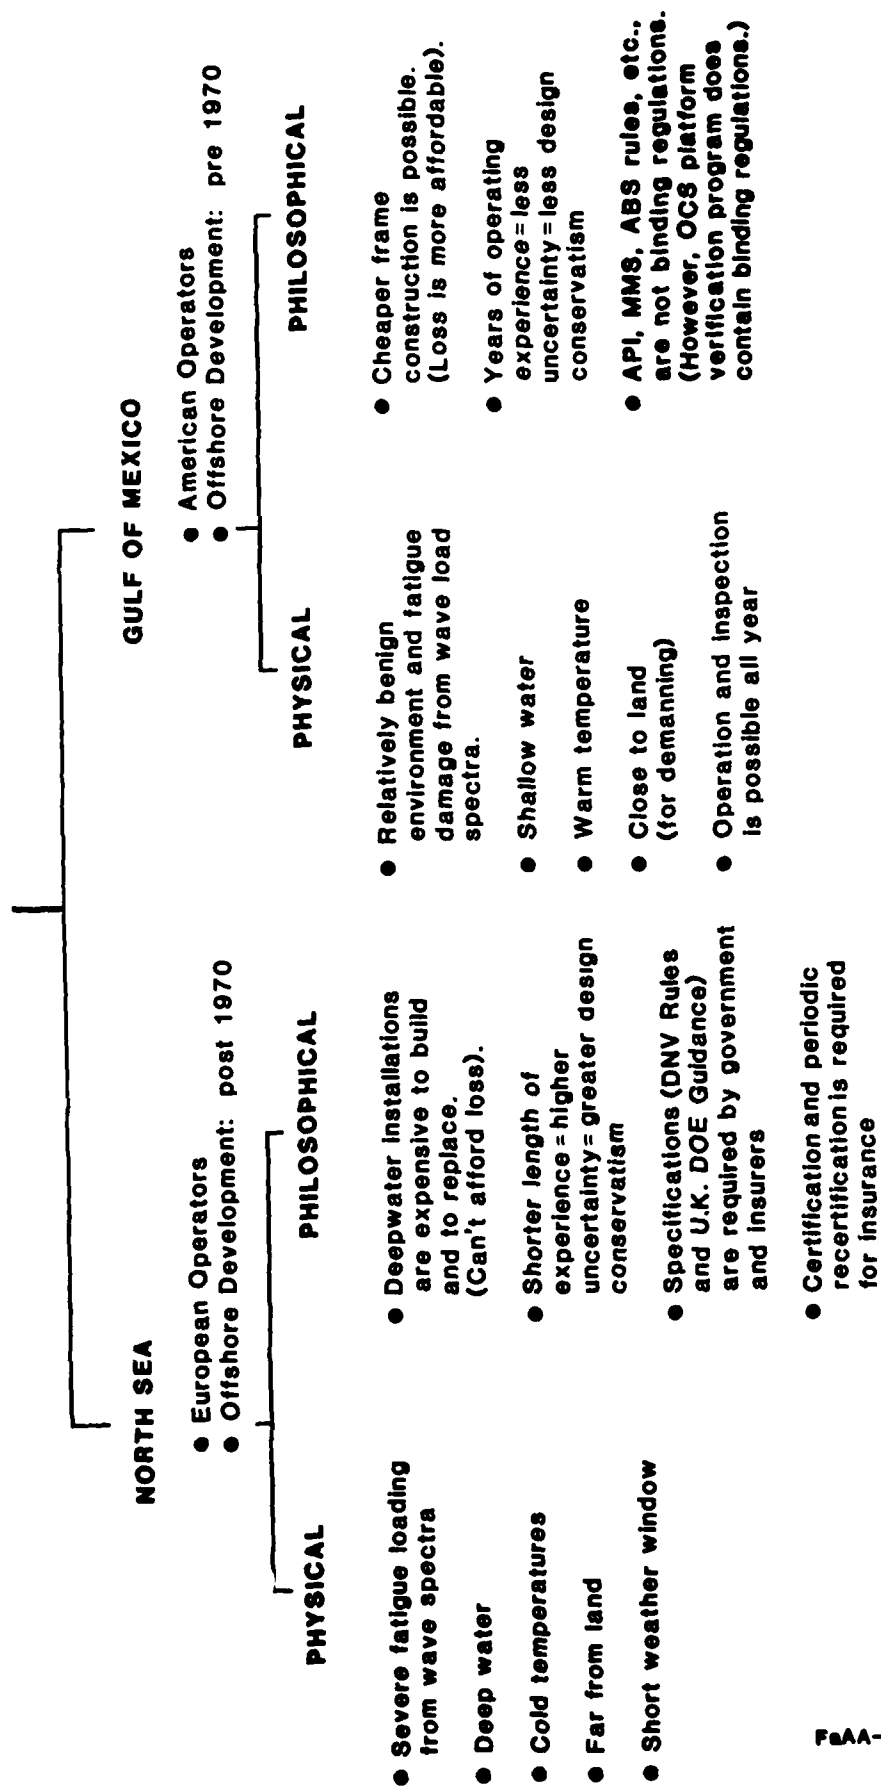 NORTH SEA
● European Operators
● Offshore Development: post 1970
PHYSICAL
● Severe fatigue loading
from wave spectra
● Deep water
● Cold temperatures
● Far from land
● Short weather window
PHILOSOPHICAL
● Deepwater installations
are expensive to build
and to replace.
(Can't afford loss).
● Shorter length of
experience=higher
uncertainty=greater design
conservatism
● Specifications (DNV Rules
and U.K. DOE Guidance)
are required by government
and insurers
● Certification and periodic
recertification is required
for insurance
GULF OF MEXICO
● American Operators
● Offshore Development: pre 1970
PHYSICAL
● Relatively benign
environment and fatigue
damage from wave load
spectra.
● Shallow water
● Warm temperature
● Close to land
(for demanning)
● Operation and inspection
is possible all year
PHILOSOPHICAL
● Cheaper frame
construction is possible.
(Loss is more affordable).
● Years of operating
experience=less
uncertainty=less design
conservatism
● API, MMS, ABS rules, etc.,
are not binding regulations.
(However, OCS platform
verification program does
contain binding regulations.)
FaAA-